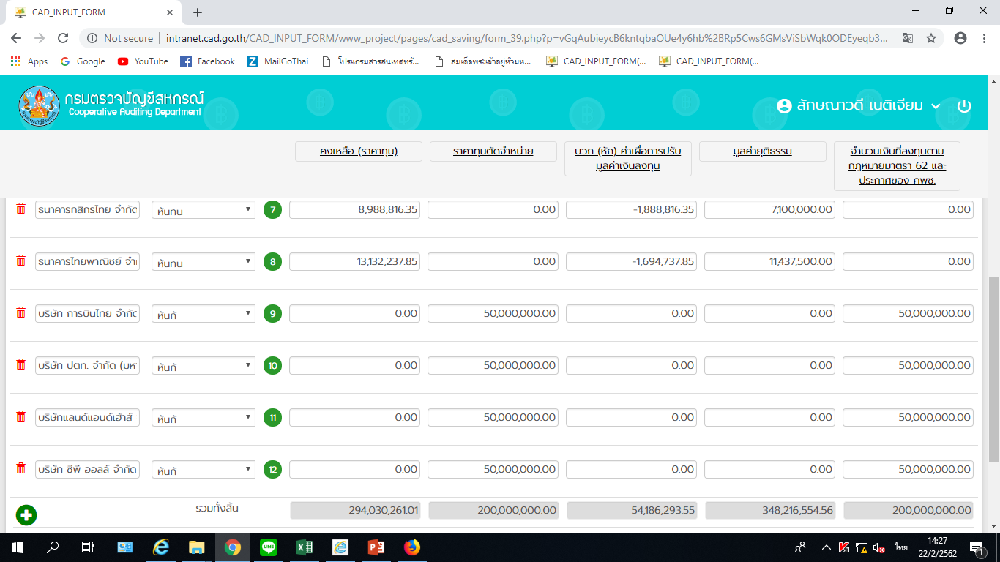 CAD_INPUT_FORM
Not secure | intranet.cad.go.th/CAD_INPUT_FORM/www_project/pages/cad_saving/form_39.php?p=vGqAubieycB6kntqbaOUe4y6hb%2BRp5Cws6GMsViSbWqk0ODEyeqb3...
Apps Google YouTube Facebook MailGoThai โปรแกรมสารสนเทศทรั... สมเด็จพระเจ้าอยู่หัวมห... CAD_INPUT_FORM(... CAD_INPUT_FORM(...
กรมตรวจบัญชีสหกรณ์
Cooperative Auditing Department
ลักษณาวดี เนติเจียม
คงเหลือ (ราคาทุน) ราคาทุนตัดจำหน่าย บวก (หัก) ค่าเผื่อการปรับ มูลค่ายุติธรรม จำนวนเงินที่ลงทุนตาม
มูลค่าเงินลงทุน กฎหมายมาตรา 62 และ
ประกาศของ คพช.
ธนาคารกสิกรไทย จำกัด หุ้นทุน 7 8,988,816.35 0.00 -1,888,816.35 7,100,000.00 0.00
ธนาคารไทยพาณิชย์ จำ หุ้นทุน 8 13,132,237.85 0.00 -1,694,737.85 11,437,500.00 0.00
บริษัท การบินไทย จำกัด หุ้นกู้ 9 0.00 50,000,000.00 0.00 0.00 50,000,000.00
บริษัท ปตท. จำกัด (มห หุ้นกู้ 10 0.00 50,000,000.00 0.00 0.00 50,000,000.00
บริษัทแลนด์แอนด์เฮ้าส์ หุ้นกู้ 11 0.00 50,000,000.00 0.00 0.00 50,000,000.00
บริษัท ซีพี ออลล์ จำกัด หุ้นกู้ 12 0.00 50,000,000.00 0.00 0.00 50,000,000.00
รวมทั้งสิ้น 294,030,261.01 200,000,000.00 54,186,293.55 348,216,554.56 200,000,000.00
LINE ไทย 14:27
22/2/2562 1